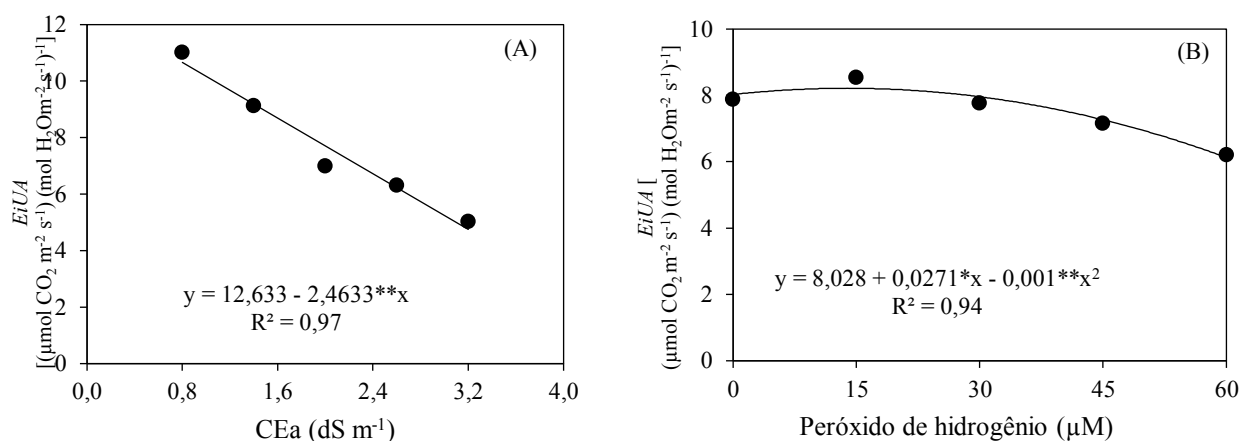 (A)
12
10
8
6
4
2
0
EiUA
[(µmol CO₂ m⁻² s⁻¹) (mol H₂Om⁻² s⁻¹)⁻¹]
y = 12,633 - 2,4633**x
R² = 0,97
0,0 0,8 1,6 2,4 3,2 4,0
CEa (dS m⁻¹)
(B)
10
8
6
4
2
0
EiUA [
(µmol CO₂ m⁻² s⁻¹) (mol H₂Om⁻² s⁻¹)⁻¹]
y = 8,028 + 0,0271*x - 0,001**x²
R² = 0,94
0 15 30 45 60
Peróxido de hidrogênio (µM)